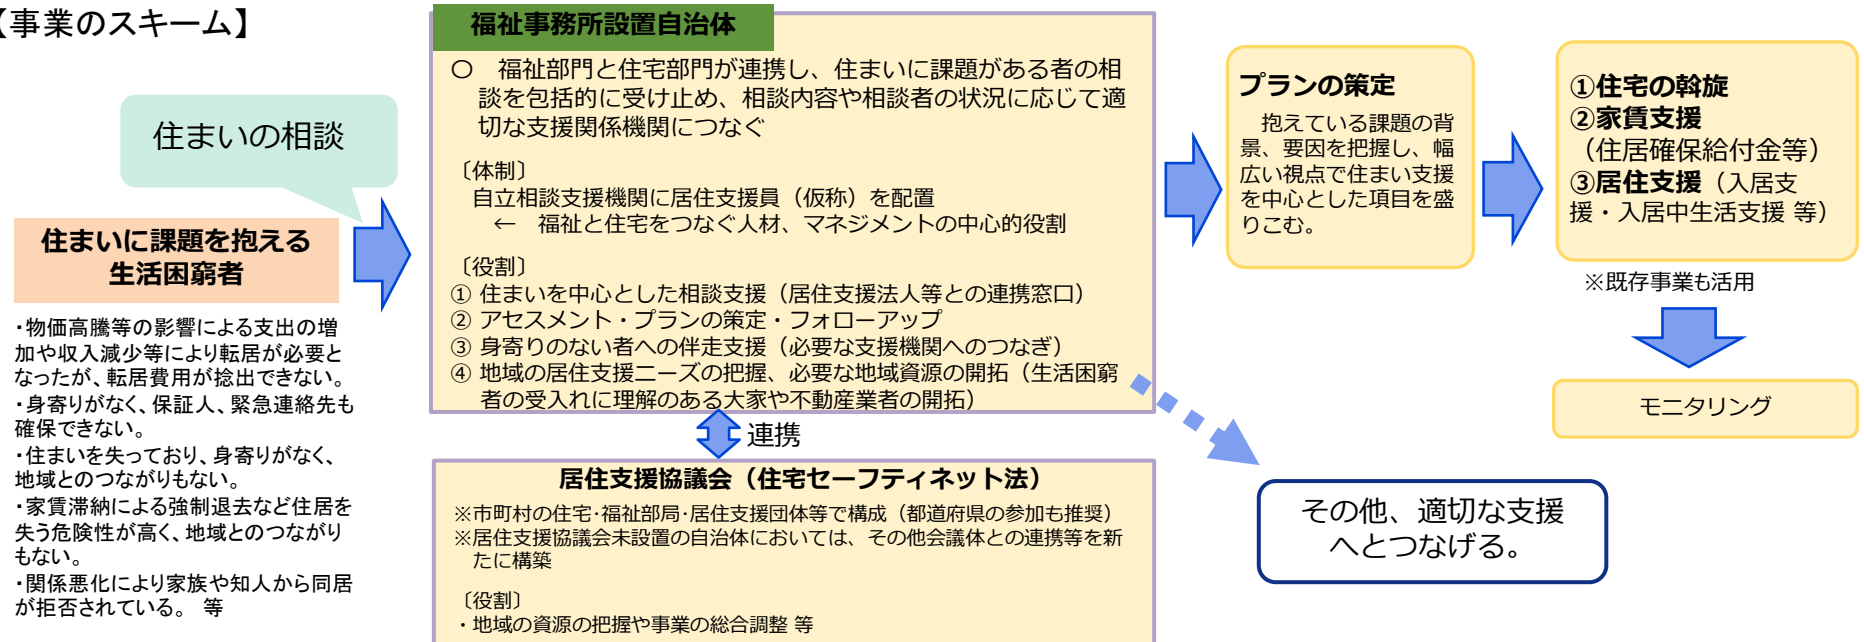 【事業のスキーム】
住まいの相談
住まいに課題を抱える
生活困窮者
・物価高騰等の影響による支出の増
加や収入減少等により転居が必要と
なったが、転居費用が捻出できない。
・身寄りがなく、保証人、緊急連絡先も
確保できない。
・住まいを失っており、身寄りがなく、
地域とのつながりもない。
・家賃滞納による強制退去など住居を
失う危険性が高く、地域とのつながり
もない。
・関係悪化により家族や知人から同居
が拒否されている。 等
福祉事務所設置自治体
〇 福祉部門と住宅部門が連携し、住まいに課題がある者の相
談を包括的に受け止め、相談内容や相談者の状況に応じて適
切な支援関係機関につなぐ
〔体制〕
自立相談支援機関に居住支援員（仮称）を配置
← 福祉と住宅をつなぐ人材、マネジメントの中心的役割
〔役割〕
① 住まいを中心とした相談支援（居住支援法人等との連携窓口）
② アセスメント・プランの策定・フォローアップ
③ 身寄りのない者への伴走支援（必要な支援機関へのつなぎ）
④ 地域の居住支援ニーズの把握、必要な地域資源の開拓（生活困窮
者の受入れに理解のある大家や不動産業者の開拓）
連携
居住支援協議会（住宅セーフティネット法）
※市町村の住宅・福祉部局・居住支援団体等で構成（都道府県の参加も推奨）
※居住支援協議会未設置の自治体においては、その他会議体との連携等を新
たに構築
〔役割〕
・地域の資源の把握や事業の総合調整 等
プランの策定
抱えている課題の背
景、要因を把握し、幅
広い視点で住まい支援
を中心とした項目を盛
りこむ。
①住宅の斡旋
②家賃支援
（住居確保給付金等）
③居住支援（入居支
援・入居中生活支援 等）
※既存事業も活用
モニタリング
その他、適切な支援
へとつなげる。